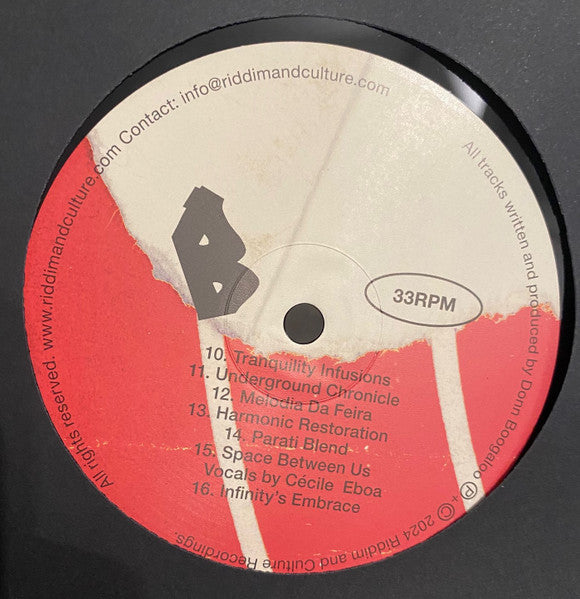 All rights reserved. www.riddimandculture.com Contact: info@riddimandculture.com
All tracks written and produced by Donn Boogaloo ℗+© 2024 Riddim and Culture Recordings.
B
33RPM
10. Tranquility Infusions
11. Underground Chronicle
12. Melodia Da Feira
13. Harmonic Restoration
14. Parati Blend
15. Space Between Us
Vocals by Cécile Eboa
16. Infinity's Embrace